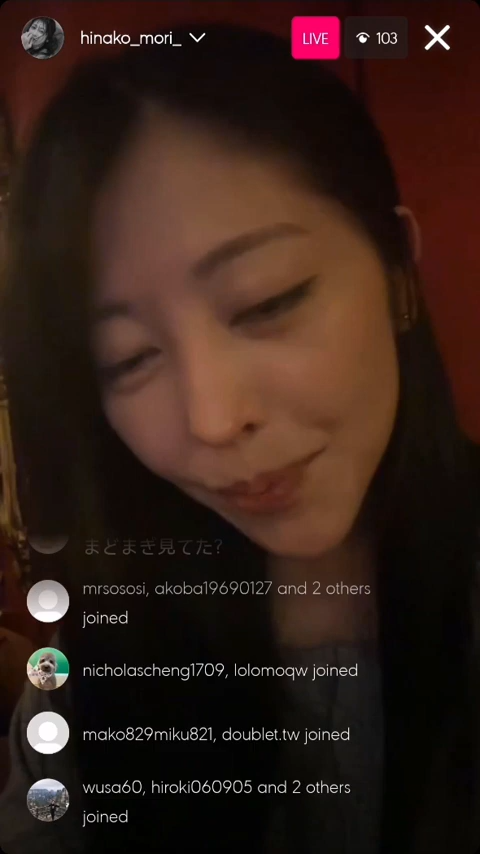 hinako_mori_
LIVE
103
まどまぎ見てた?
mrsososi, akoba19690127 and 2 others
joined
nicholascheng1709, lolomoqw joined
mako829miku821, doublet.tw joined
wusa60, hiroki060905 and 2 others
joined